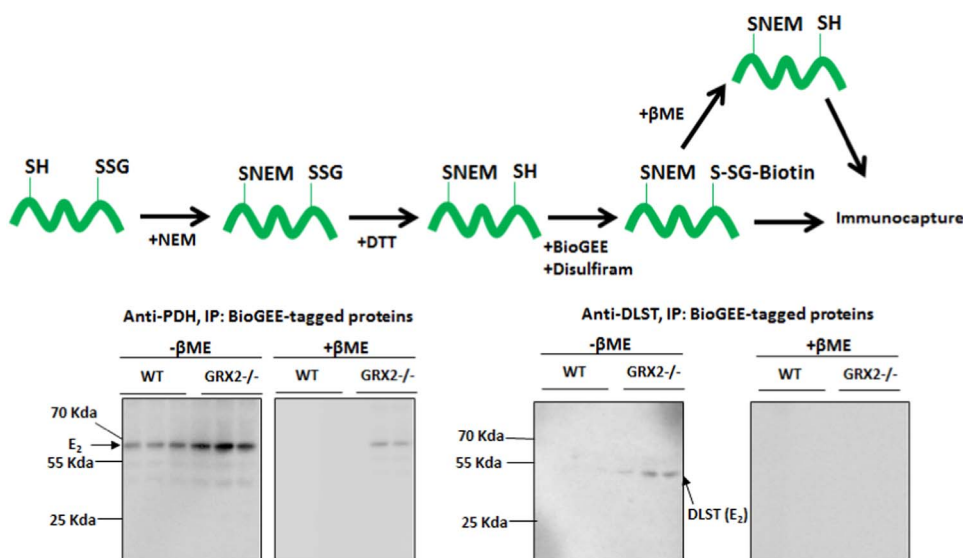 SNEM SH
+βME
SH SSG
SNEM SSG
SNEM SH
SNEM S-SG-Biotin
+NEM
+DTT
+BioGEE
+Disulfiram
Immunocapture
Anti-PDH, IP: BioGEE-tagged proteins
-βME +βME
WT GRX2-/- WT GRX2-/-
70 Kda
E2
55 Kda
25 Kda
Anti-DLST, IP: BioGEE-tagged proteins
-βME +βME
WT GRX2-/- WT GRX2-/-
70 Kda
55 Kda
25 Kda
DLST (E2)